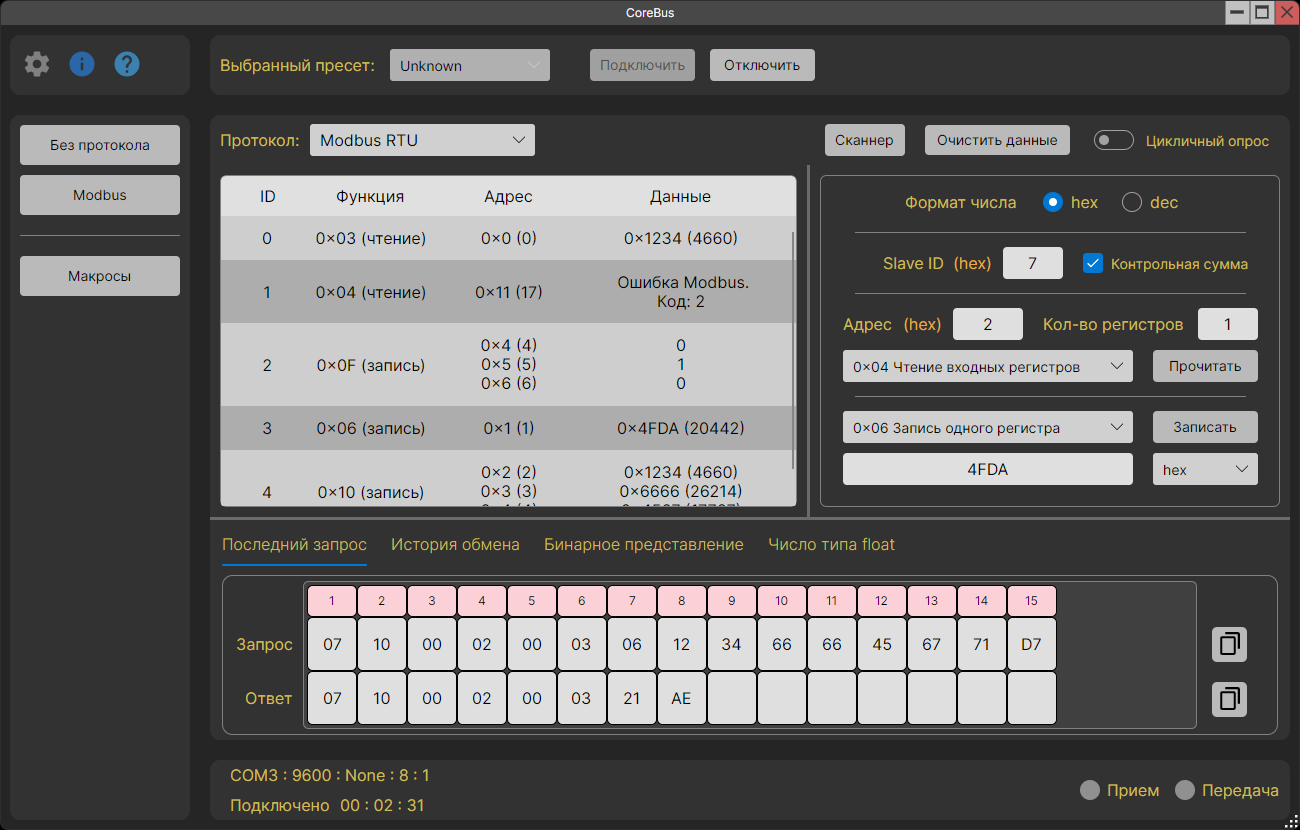 CoreBus
Выбранный пресет: Unknown Подключить Отключить
Без протокола
Modbus
Макросы
Протокол: Modbus RTU Сканнер Очистить данные Цикличный опрос
ID Функция Адрес Данные
0 0×03 (чтение) 0×0 (0) 0×1234 (4660)
1 0×04 (чтение) 0×11 (17) Ошибка Modbus.
Код: 2
2 0×0F (запись) 0×4 (4) 0
0×5 (5) 1
0×6 (6) 0
3 0×06 (запись) 0×1 (1) 0×4FDA (20442)
4 0×10 (запись) 0×2 (2) 0×1234 (4660)
0×3 (3) 0×6666 (26214)
Формат числа hex dec
Slave ID (hex) 7 Контрольная сумма
Адрес (hex) 2 Кол-во регистров 1
0×04 Чтение входных регистров Прочитать
0×06 Запись одного регистра Записать
4FDA hex
Последний запрос История обмена Бинарное представление Число типа float
1 2 3 4 5 6 7 8 9 10 11 12 13 14 15
Запрос 07 10 00 02 00 03 06 12 34 66 66 45 67 71 D7
Ответ 07 10 00 02 00 03 21 AE
COM3 : 9600 : None : 8 : 1
Подключено 00 : 02 : 31
Прием Передача